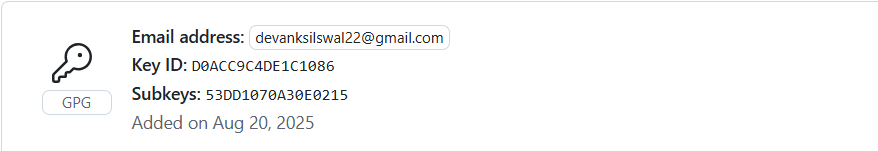 Email address: devanksilswal22@gmail.com
Key ID: D0ACC9C4DE1C1086
GPG
Subkeys: 53DD1070A30E0215
Added on Aug 20, 2025